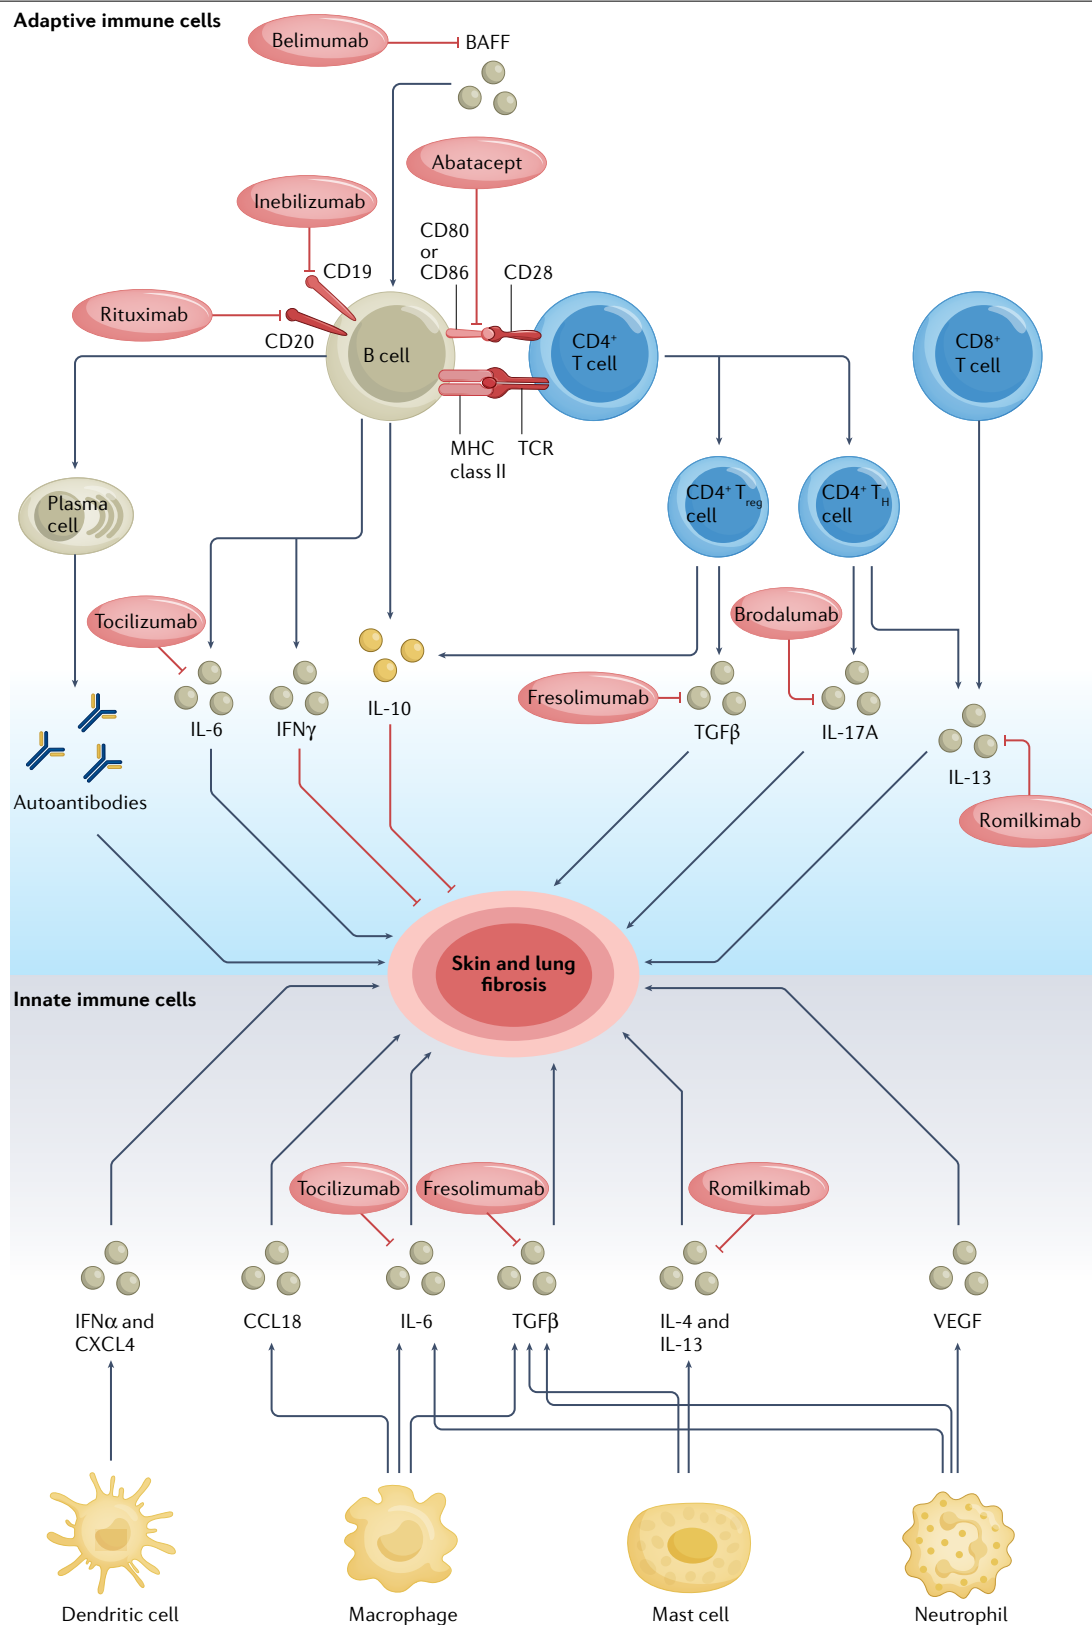 Adaptive immune cells
Belimumab
BAFF
Abatacept
Inebilizumab
CD80
or
CD86
CD19
CD28
Rituximab
CD20
B cell
CD4⁺
T cell
CD8⁺
T cell
MHC
class II
TCR
Plasma
cell
CD4⁺ Treg
cell
CD4⁺ TH
cell
Tocilizumab
Brodalumab
Fresolimumab
IL-6
IFNγ
IL-10
TGFβ
IL-17A
IL-13
Autoantibodies
Romilkimab
Skin and lung
fibrosis
Innate immune cells
Tocilizumab
Fresolimumab
Romilkimab
IFNα and
CXCL4
CCL18
IL-6
TGFβ
IL-4 and
IL-13
VEGF
Dendritic cell
Macrophage
Mast cell
Neutrophil